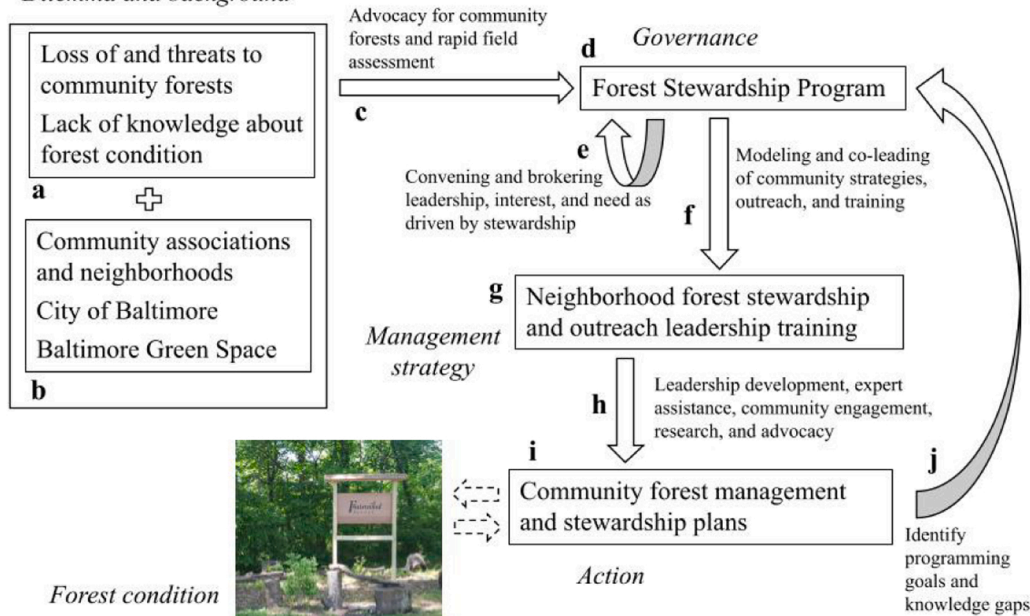 Dilemma and background
Loss of and threats to
community forests
Lack of knowledge about
forest condition
a
Community associations
and neighborhoods
City of Baltimore
Baltimore Green Space
b
Advocacy for community
forests and rapid field
assessment
c
Governance
d
Forest Stewardship Program
e
Convening and brokering
leadership, interest, and need as
driven by stewardship
f
Modeling and co-leading
of community strategies,
outreach, and training
g
Neighborhood forest stewardship
and outreach leadership training
Management
strategy
h
Leadership development, expert
assistance, community engagement,
research, and advocacy
i
Community forest management
and stewardship plans
Action
j
Identify
programming
goals and
knowledge gaps
Forest condition